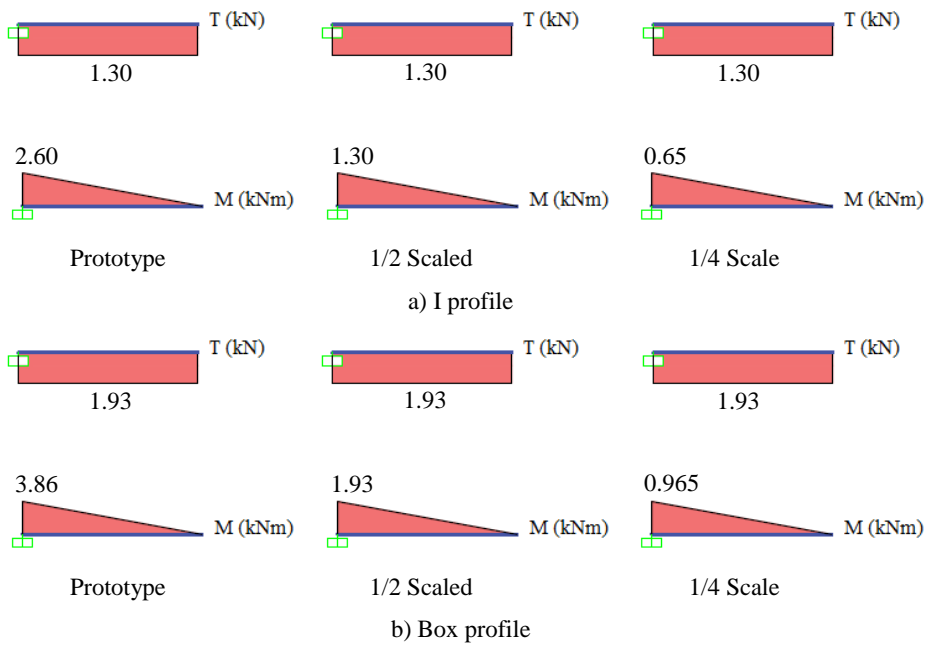 T (kN) T (kN) T (kN)
1.30 1.30 1.30
2.60 1.30 0.65
M (kNm) M (kNm) M (kNm)
Prototype 1/2 Scaled 1/4 Scale
a) I profile
T (kN) T (kN) T (kN)
1.93 1.93 1.93
3.86 1.93 0.965
M (kNm) M (kNm) M (kNm)
Prototype 1/2 Scaled 1/4 Scale
b) Box profile